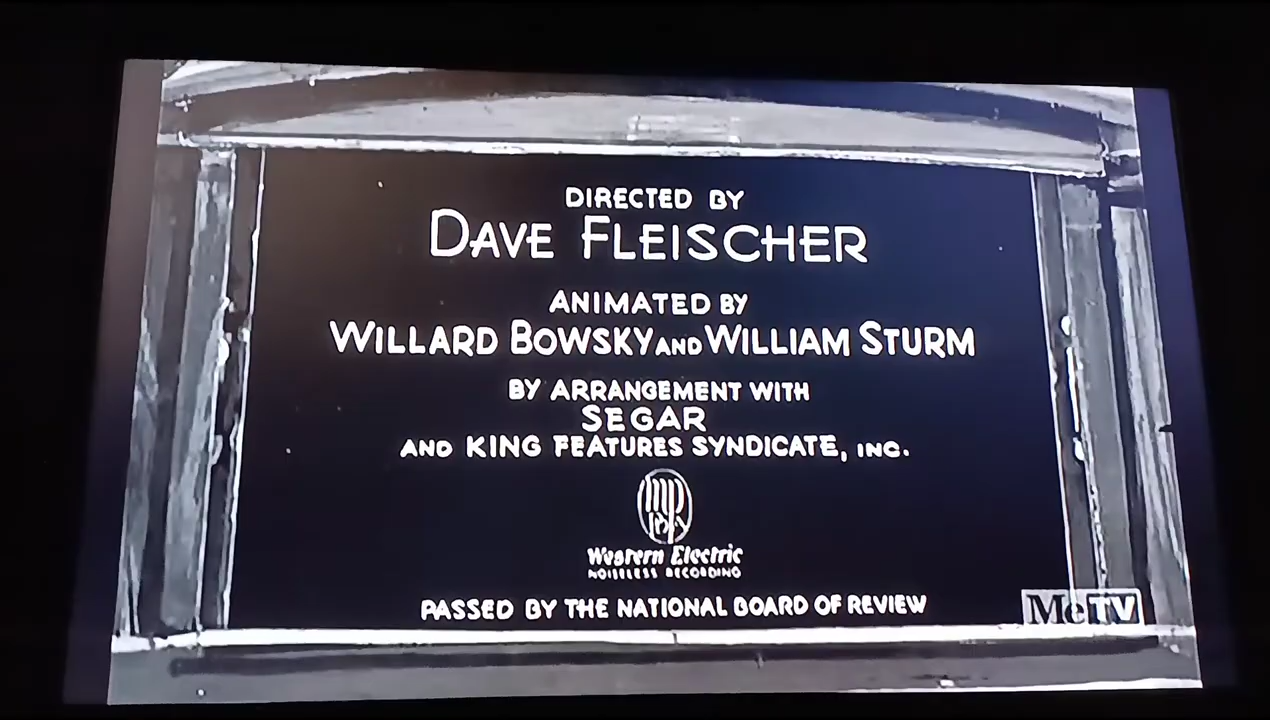 DIRECTED BY
DAVE FLEISCHER
ANIMATED BY
WILLARD BOWSKY AND WILLIAM STURM
BY ARRANGEMENT WITH
SEGAR
AND KING FEATURES SYNDICATE, INC.
Western Electric
NOISELESS RECORDING
PASSED BY THE NATIONAL BOARD OF REVIEW
MeTV